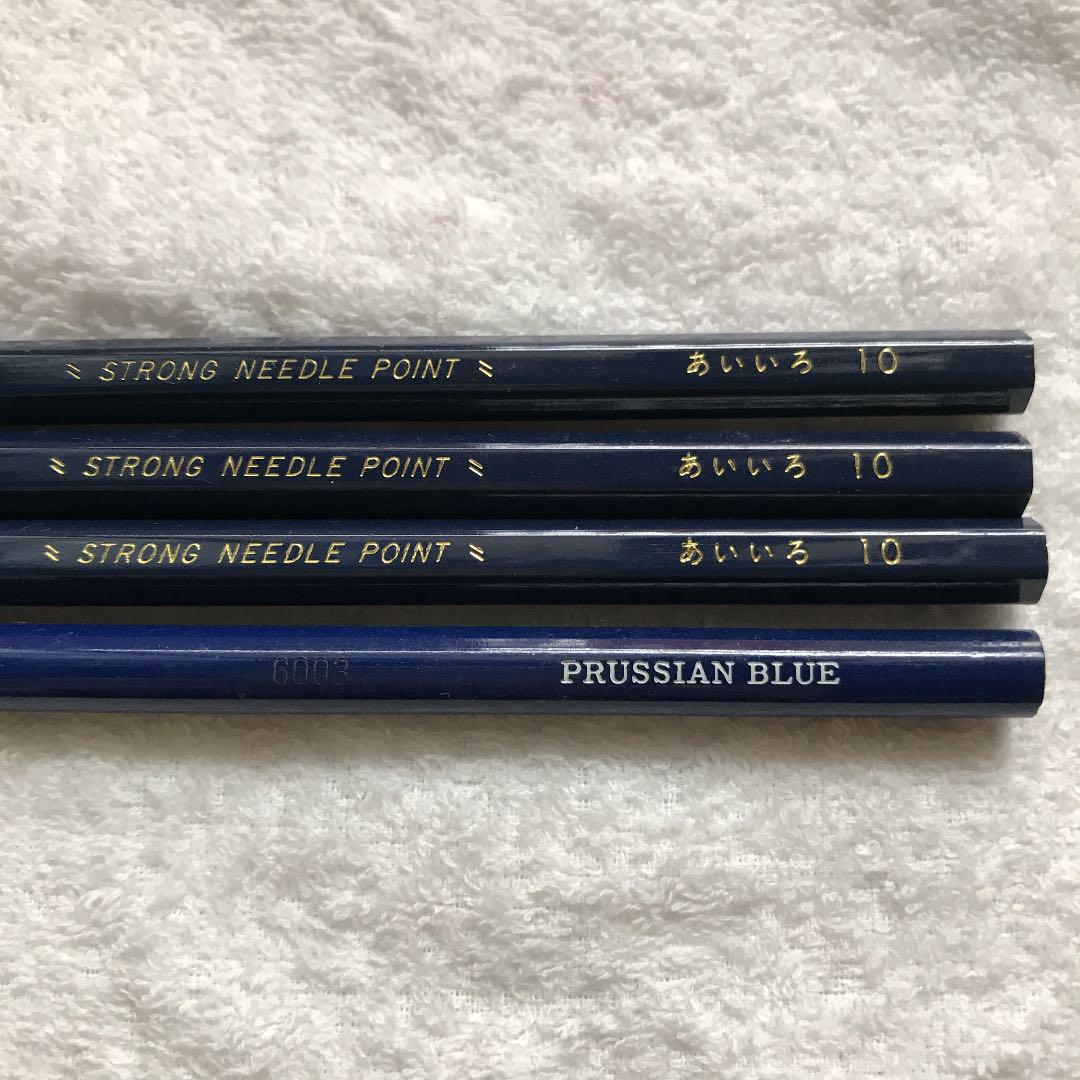 〃 STRONG NEEDLE POINT 〃 あいいろ 10
〃 STRONG NEEDLE POINT 〃 あいいろ 10
〃 STRONG NEEDLE POINT 〃 あいいろ 10
6003 PRUSSIAN BLUE